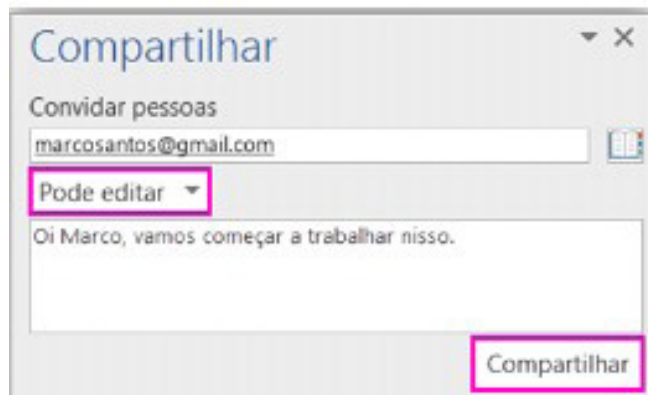 Compartilhar
Convidar pessoas
marcosantos@gmail.com
Pode editar
Oi Marco, vamos começar a trabalhar nisso.
Compartilhar